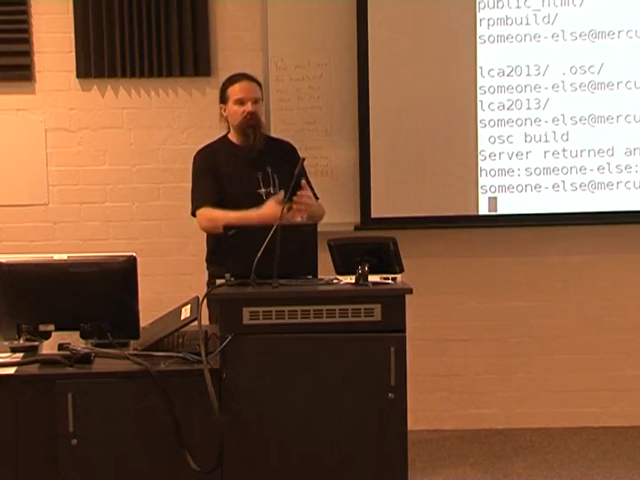 public_html/
rpmbuild/
someone-else@mercu
lca2013/ .osc/
someone-else@mercu
lca2013/
someone-else@mercu
osc build
Server returned an
home:someone-else:
someone-else@mercu